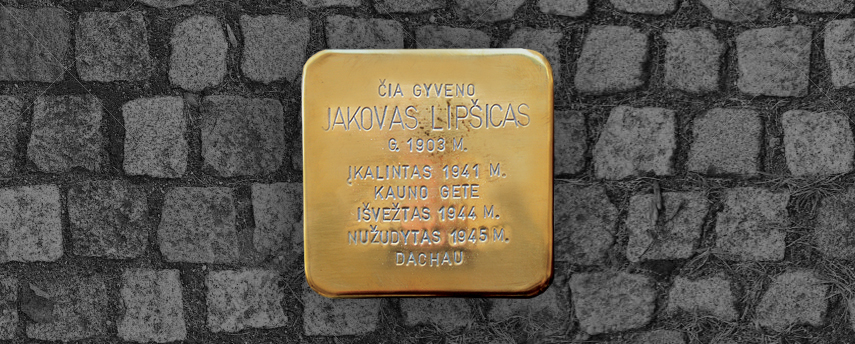 ČIA GYVENO
JAKOVAS LIPŠICAS
G. 1903 M.
ĮKALINTAS 1941 M.
KAUNO GETE
IŠVEŽTAS 1944 M.
NUŽUDYTAS 1945 M.
DACHAU